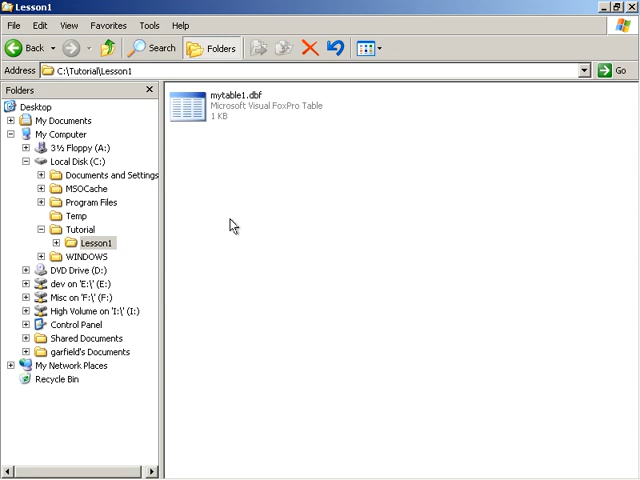 Lesson1
File Edit View Favorites Tools Help
Back Search Folders
Address C:\Tutorial\Lesson1 Go
Folders
Desktop
My Documents
My Computer
3½ Floppy (A:)
Local Disk (C:)
Documents and Settings
MSOCache
Program Files
Temp
Tutorial
Lesson1
WINDOWS
DVD Drive (D:)
dev on 'E:\' (E:)
Misc on 'F:\' (F:)
High Volume on 'I:\' (I:)
Control Panel
Shared Documents
garfield's Documents
My Network Places
Recycle Bin
mytable1.dbf
Microsoft Visual FoxPro Table
1 KB